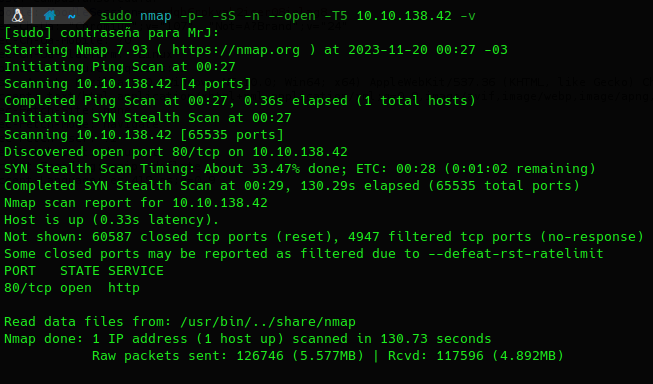 ~ sudo nmap -p- -sS -n --open -T5 10.10.138.42 -v
[sudo] contraseña para MrJ:
Starting Nmap 7.93 ( https://nmap.org ) at 2023-11-20 00:27 -03
Initiating Ping Scan at 00:27
Scanning 10.10.138.42 [4 ports]
Completed Ping Scan at 00:27, 0.36s elapsed (1 total hosts)
Initiating SYN Stealth Scan at 00:27
Scanning 10.10.138.42 [65535 ports]
Discovered open port 80/tcp on 10.10.138.42
SYN Stealth Scan Timing: About 33.47% done; ETC: 00:28 (0:01:02 remaining)
Completed SYN Stealth Scan at 00:29, 130.29s elapsed (65535 total ports)
Nmap scan report for 10.10.138.42
Host is up (0.33s latency).
Not shown: 60587 closed tcp ports (reset), 4947 filtered tcp ports (no-response)
Some closed ports may be reported as filtered due to --defeat-rst-ratelimit
PORT   STATE SERVICE
80/tcp open  http
Read data files from: /usr/bin/../share/nmap
Nmap done: 1 IP address (1 host up) scanned in 130.73 seconds
Raw packets sent: 126746 (5.577MB) | Rcvd: 117596 (4.892MB)